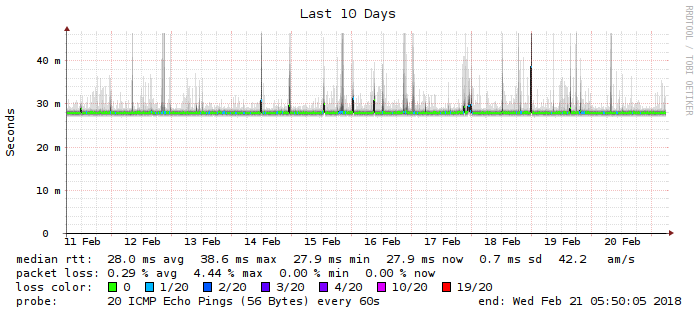 Last 10 Days
RRDTOOL / TOBI OETIKER
Seconds
40 m
30 m
20 m
10 m
0
11 Feb 12 Feb 13 Feb 14 Feb 15 Feb 16 Feb 17 Feb 18 Feb 19 Feb 20 Feb
median rtt: 28.0 ms avg 38.6 ms max 27.9 ms min 27.9 ms now 0.7 ms sd 42.2 am/s
packet loss: 0.29 % avg 4.44 % max 0.00 % min 0.00 % now
loss color: 0 1/20 2/20 3/20 4/20 10/20 19/20
probe: 20 ICMP Echo Pings (56 Bytes) every 60s end: Wed Feb 21 05:50:05 2018